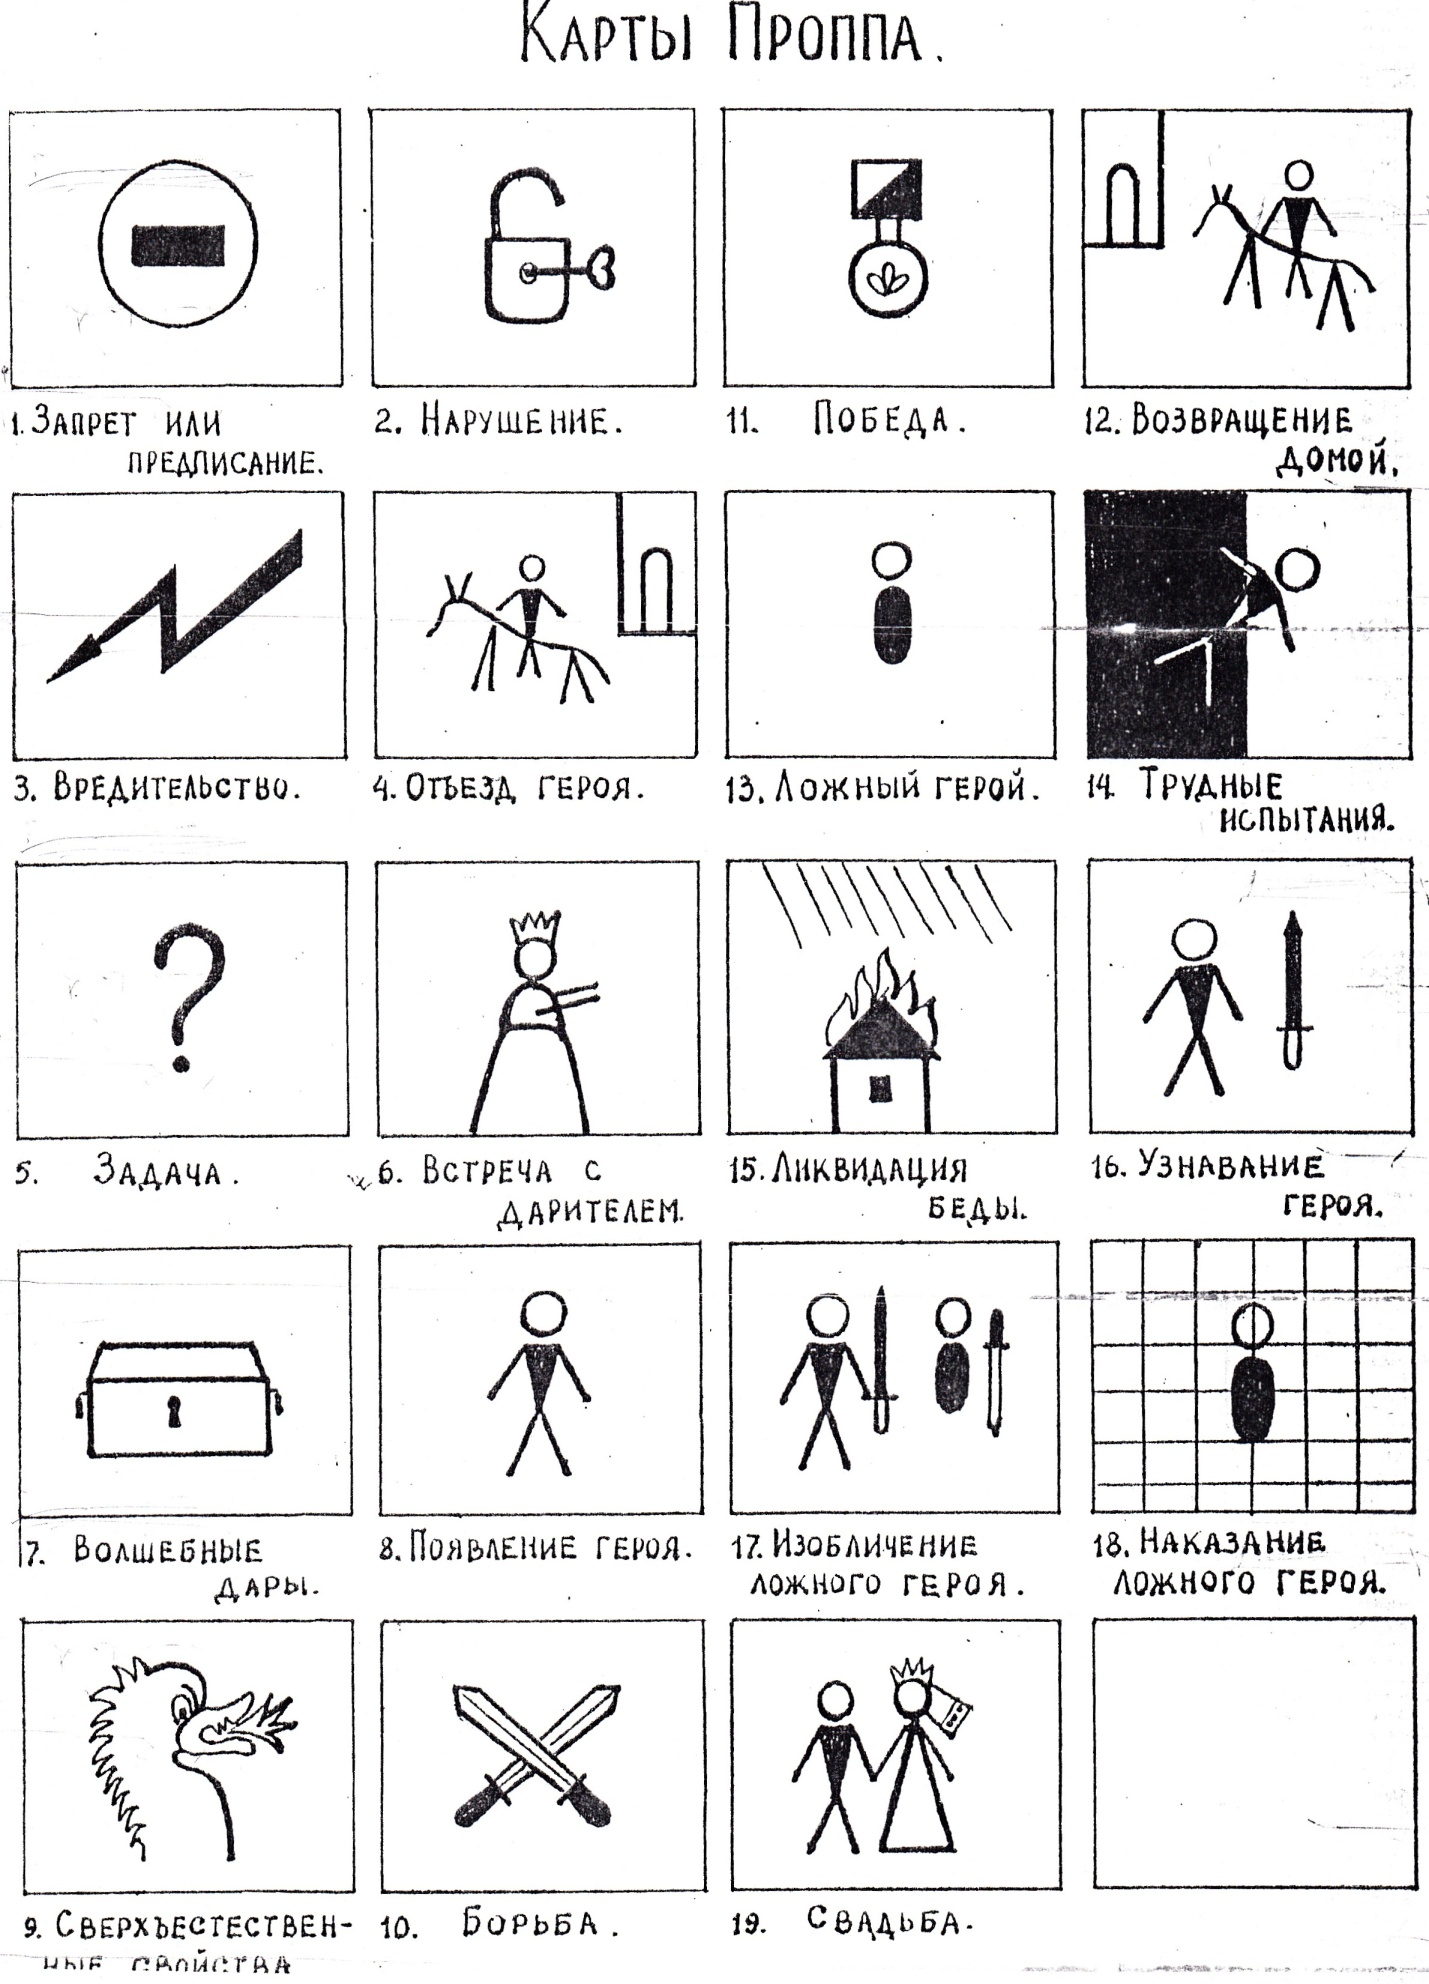 Карты Проппа.
1. Запрет или
предписание.
2. Нарушение.
11. Победа.
12. Возвращение
домой.
3. Вредительство.
4. Отъезд героя.
13. Ложный герой.
14. Трудные
испытания.
5. Задача.
6. Встреча с
дарителем.
15. Ликвидация
беды.
16. Узнавание
героя.
7. Волшебные
дары.
8. Появление героя.
17. Изобличение
ложного героя.
18. Наказание
ложного героя.
9. Сверхъестествен-
ные свойства
10. Борьба.
19. Свадьба.